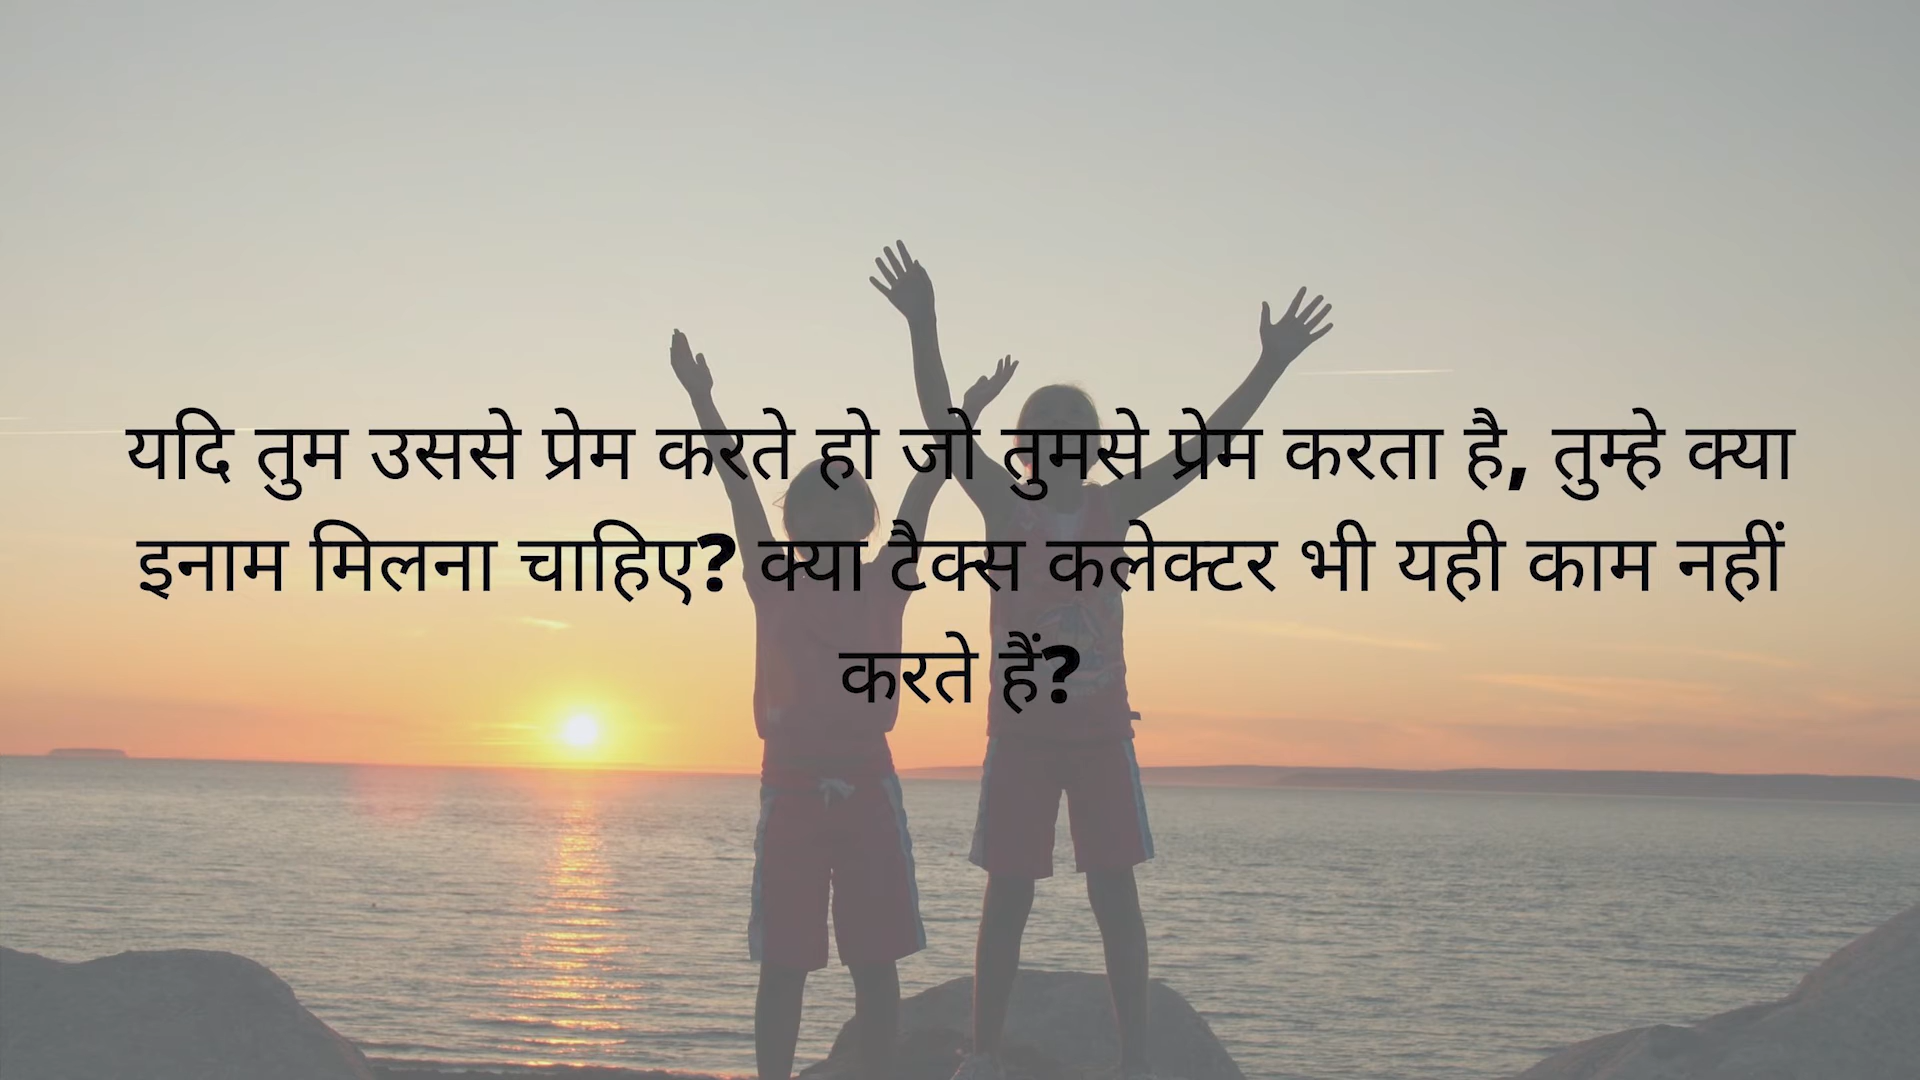 यदि तुम उससे प्रेम करते हो जो तुमसे प्रेम करता है, तुम्हे क्या
इनाम मिलना चाहिए? क्या टैक्स कलेक्टर भी यही काम नहीं
करते हैं?